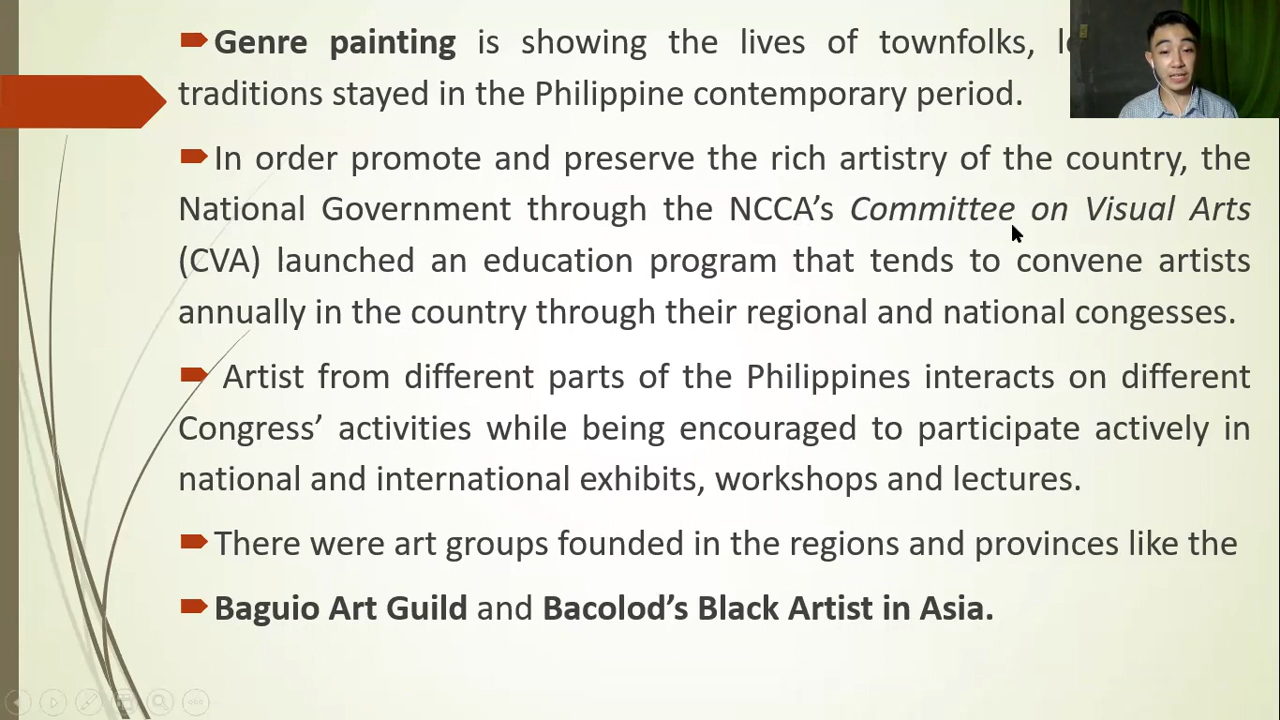 Genre painting is showing the lives of townfolks,
traditions stayed in the Philippine contemporary period.
In order promote and preserve the rich artistry of the country, the
National Government through the NCCA’s Committee on Visual Arts
(CVA) launched an education program that tends to convene artists
annually in the country through their regional and national congesses.
Artist from different parts of the Philippines interacts on different
Congress’ activities while being encouraged to participate actively in
national and international exhibits, workshops and lectures.
There were art groups founded in the regions and provinces like the
Baguio Art Guild and Bacolod’s Black Artist in Asia.